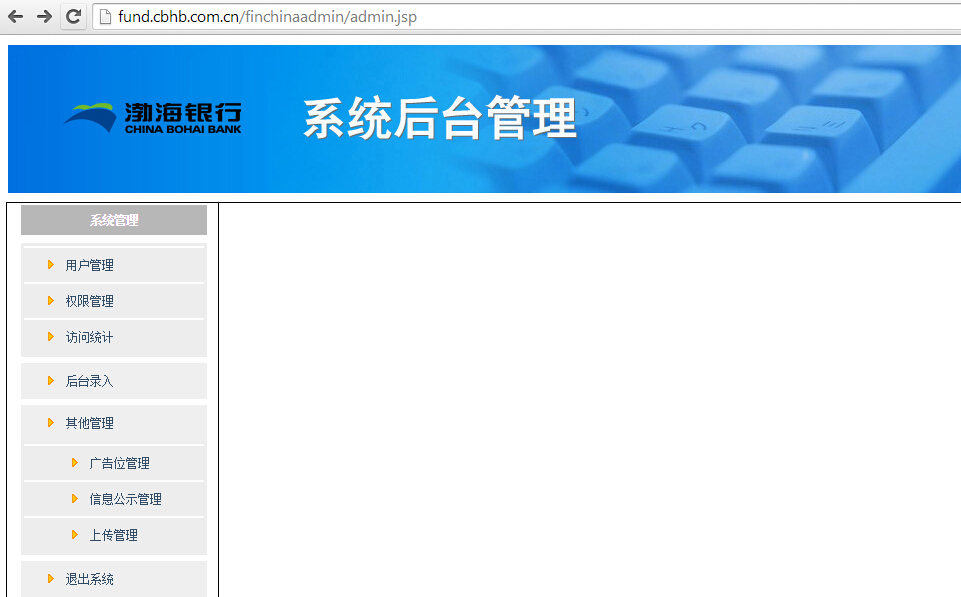 fund.cbhb.com.cn/finchinaadmin/admin.jsp
渤海银行
CHINA BOHAI BANK
系统后台管理
系统管理
用户管理
权限管理
访问统计
后台录入
其他管理
广告位管理
信息公示管理
上传管理
退出系统